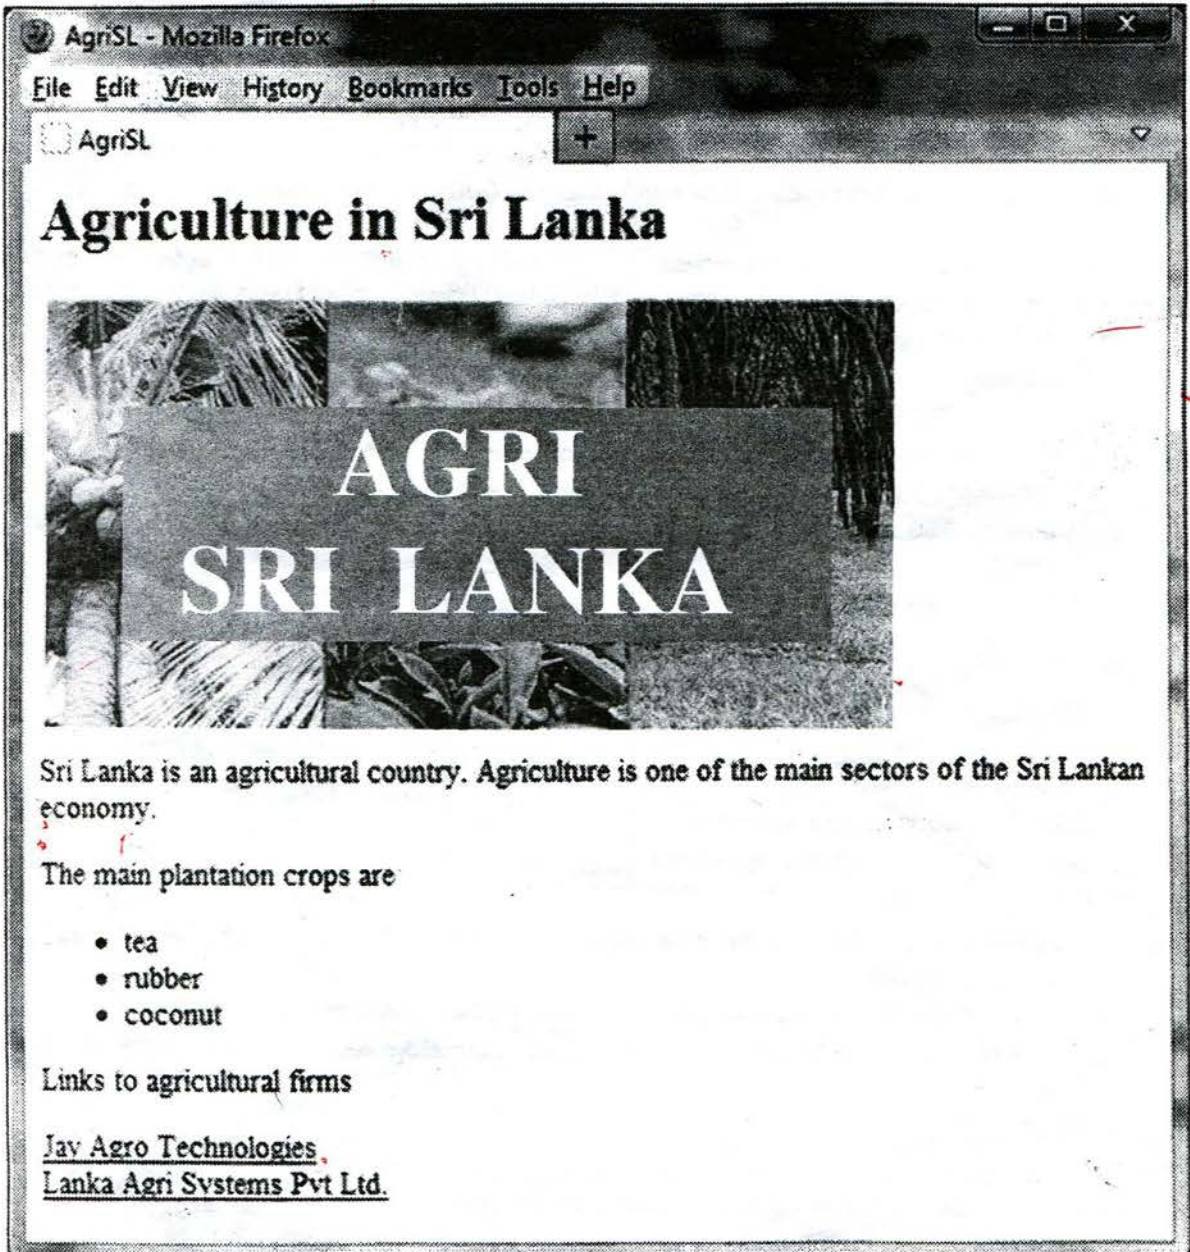 AgriSL - Mozilla Firefox
File Edit View History Bookmarks Tools Help
AgriSL
Agriculture in Sri Lanka
AGRI
SRI LANKA
Sri Lanka is an agricultural country. Agriculture is one of the main sectors of the Sri Lankan
economy.
The main plantation crops are
• tea
• rubber
• coconut
Links to agricultural firms
Jay Agro Technologies
Lanka Agri Systems Pvt Ltd.